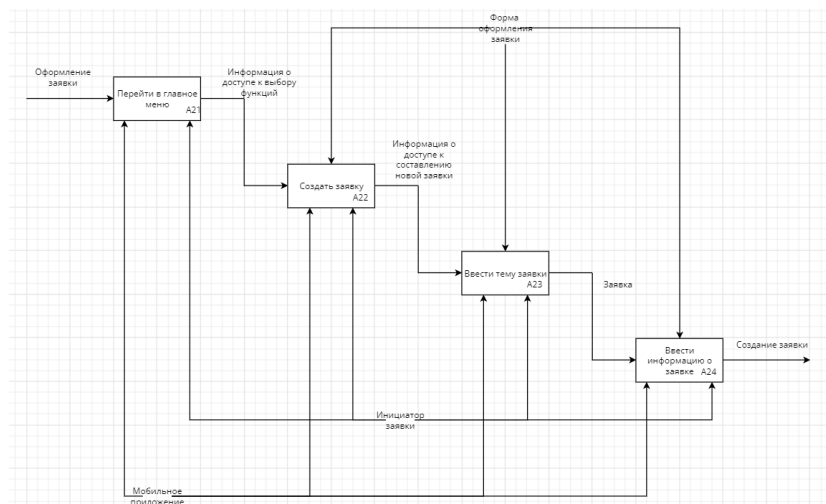 Форма
оформления
заявки
Оформление
заявки
Перейти в главное
меню
A21
Информация о
доступе к выбору
функций
Информация о
доступе к
составлению
новой заявки
Создать заявку
A22
Ввести тему заявки
A23
Заявка
Ввести
информацию о
заявке A24
Создание заявки
Инициатор
заявки
Мобильное
приложение